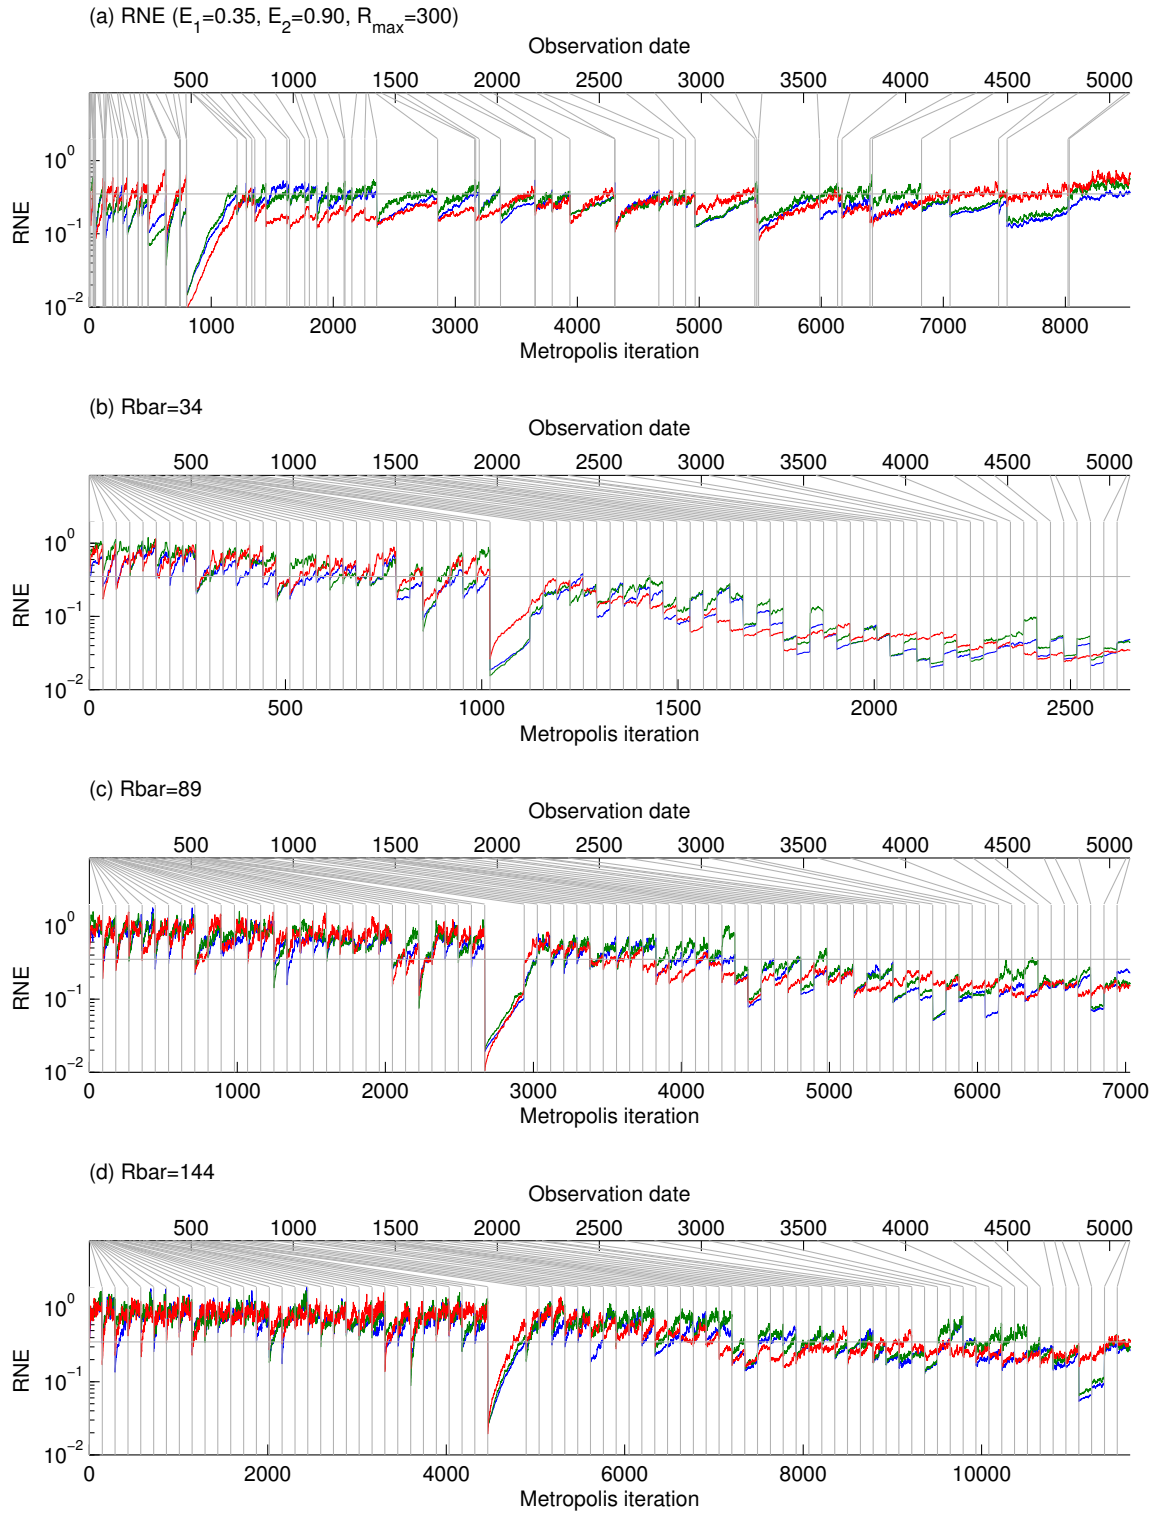 (a) RNE (E1=0.35, E2=0.90, Rmax=300)
Observation date
500 1000 1500 2000 2500 3000 3500 4000 4500 5000
10^0
10^-1
10^-2
RNE
0 1000 2000 3000 4000 5000 6000 7000 8000
Metropolis iteration
(b) Rbar=34
Observation date
500 1000 1500 2000 2500 3000 3500 4000 4500 5000
10^0
10^-1
10^-2
RNE
0 500 1000 1500 2000 2500
Metropolis iteration
(c) Rbar=89
Observation date
500 1000 1500 2000 2500 3000 3500 4000 4500 5000
10^0
10^-1
10^-2
RNE
0 1000 2000 3000 4000 5000 6000 7000
Metropolis iteration
(d) Rbar=144
Observation date
500 1000 1500 2000 2500 3000 3500 4000 4500 5000
10^0
10^-1
10^-2
RNE
0 2000 4000 6000 8000 10000
Metropolis iteration